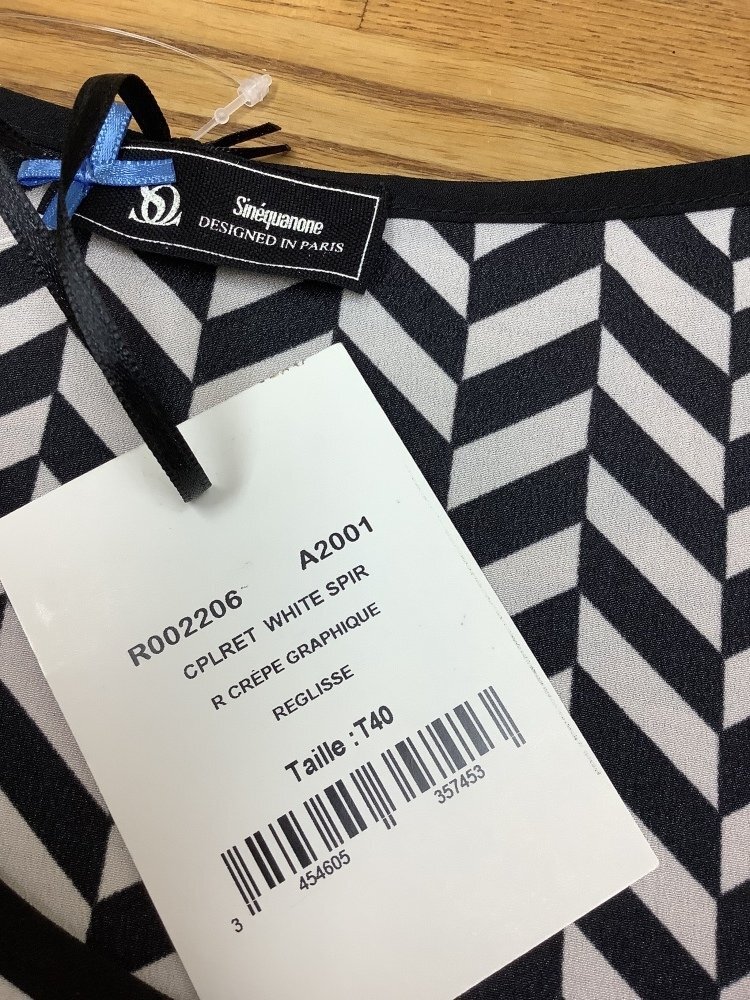 Sinéquanone
DESIGNED IN PARIS
R002206 A2001
CPLRET WHITE SPIR
R CRÊPE GRAPHIQUE
REGLISSE
Taille : T40
3 454605 357453